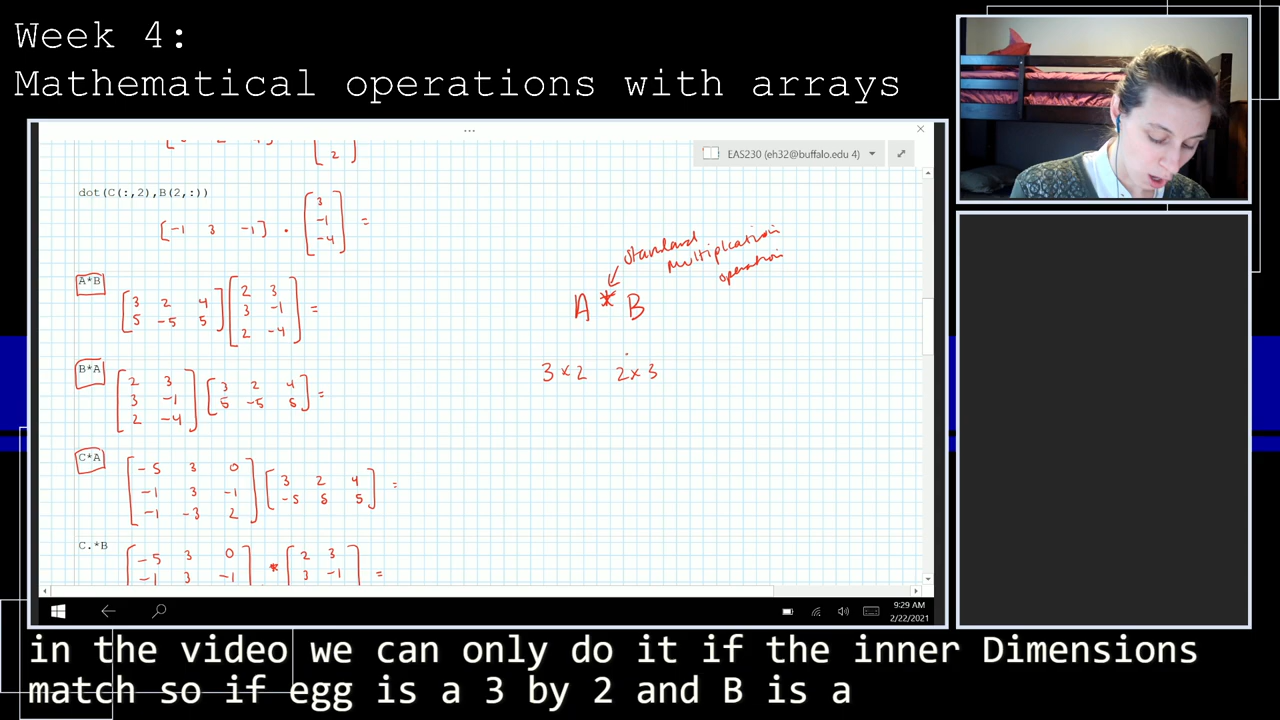 Week 4:
Mathematical operations with arrays
EAS230 (eh32@buffalo.edu 4)
2
dot(C(:,2),B(2,:))
[-1 3 -1] · [3
-1
-4] =
Standard
multiplication
operation
A * B
3 x 2 2 x 3
A*B
[3 2 4 [2 3
5 -5 5] 3 -1
2 -4] =
B*A
[2 3 [3 2 4
3 -1 5 -5 5] =
2 -4]
C*A
[-5 3 0 [3 2 4
-1 3 -1 -5 5 5] =
-1 -3 2]
C.*B
[-5 3 0] * [2 3
-1 3 -1 3 -1 =
9:29 AM
2/22/2021
in the video we can only do it if the inner Dimensions
match so if egg is a 3 by 2 and B is a